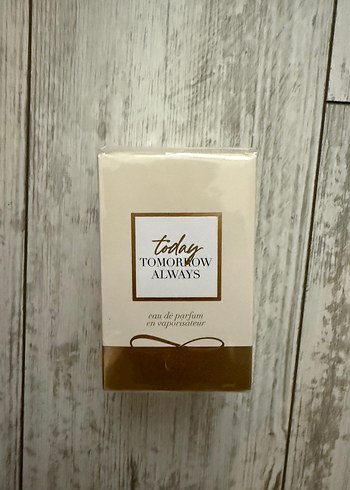 today
TOMORROW
ALWAYS
eau de parfum
en vaporisateur